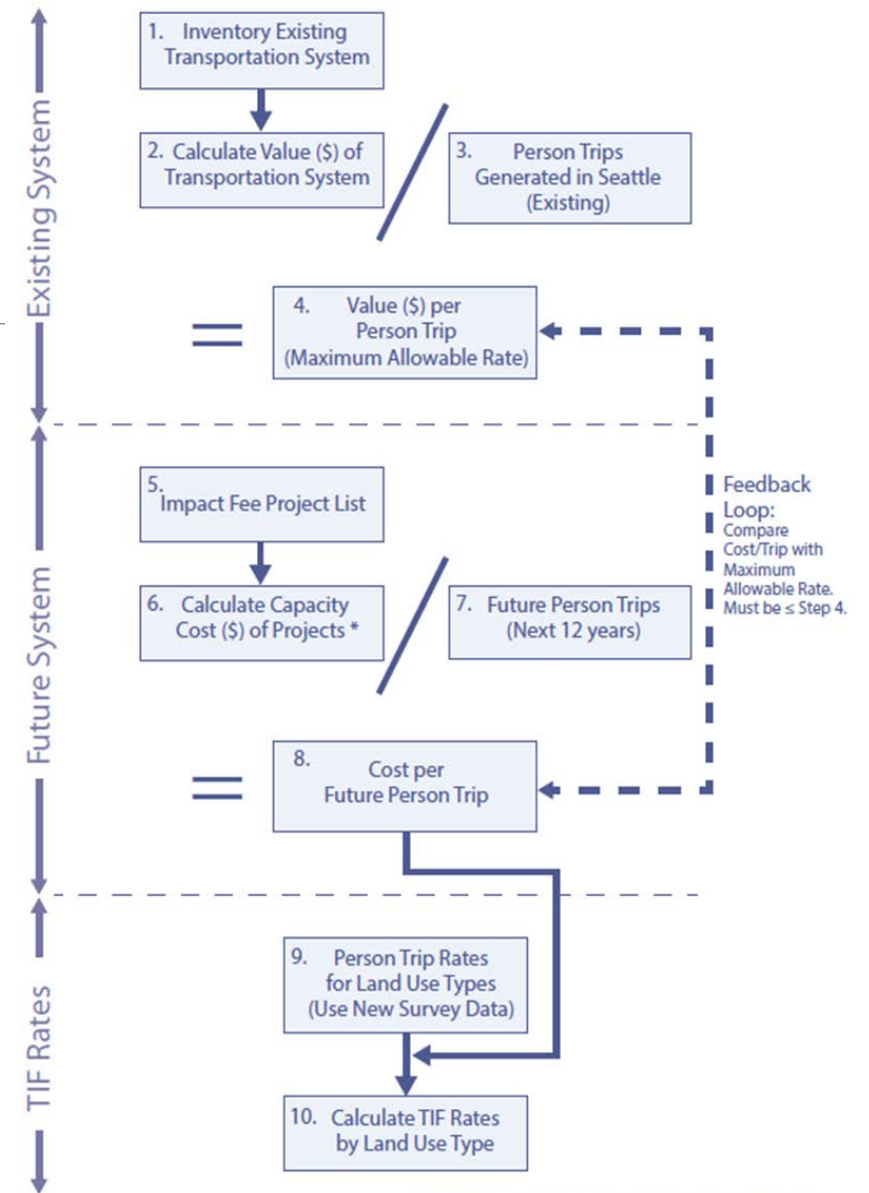 Existing System
1. Inventory Existing
Transportation System
2. Calculate Value ($) of
Transportation System
3. Person Trips
Generated in Seattle
(Existing)
=
4. Value ($) per
Person Trip
(Maximum Allowable Rate)
Future System
5.
Impact Fee Project List
6. Calculate Capacity
Cost ($) of Projects *
7. Future Person Trips
(Next 12 years)
=
8. Cost per
Future Person Trip
Feedback
Loop:
Compare
Cost/Trip with
Maximum
Allowable Rate.
Must be ≤ Step 4.
TIF Rates
9. Person Trip Rates
for Land Use Types
(Use New Survey Data)
10. Calculate TIF Rates
by Land Use Type